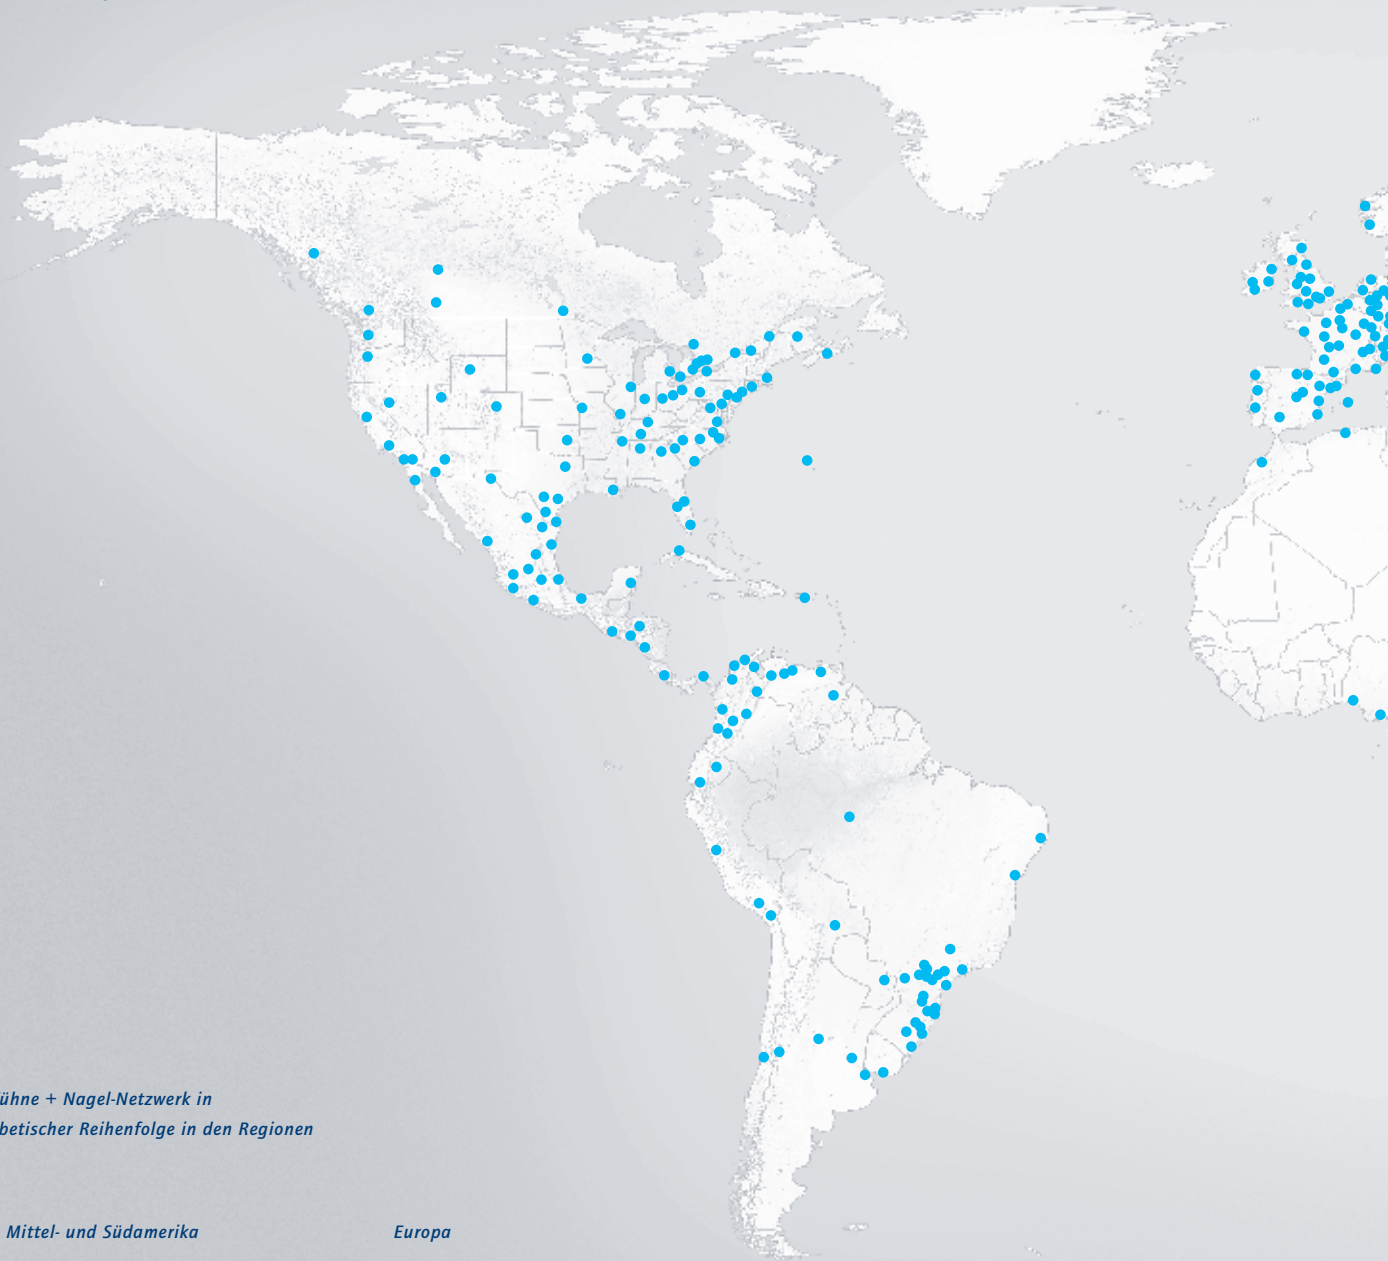 ühne + Nagel-Netzwerk in
betischer Reihenfolge in den Regionen
Mittel- und Südamerika
Europa